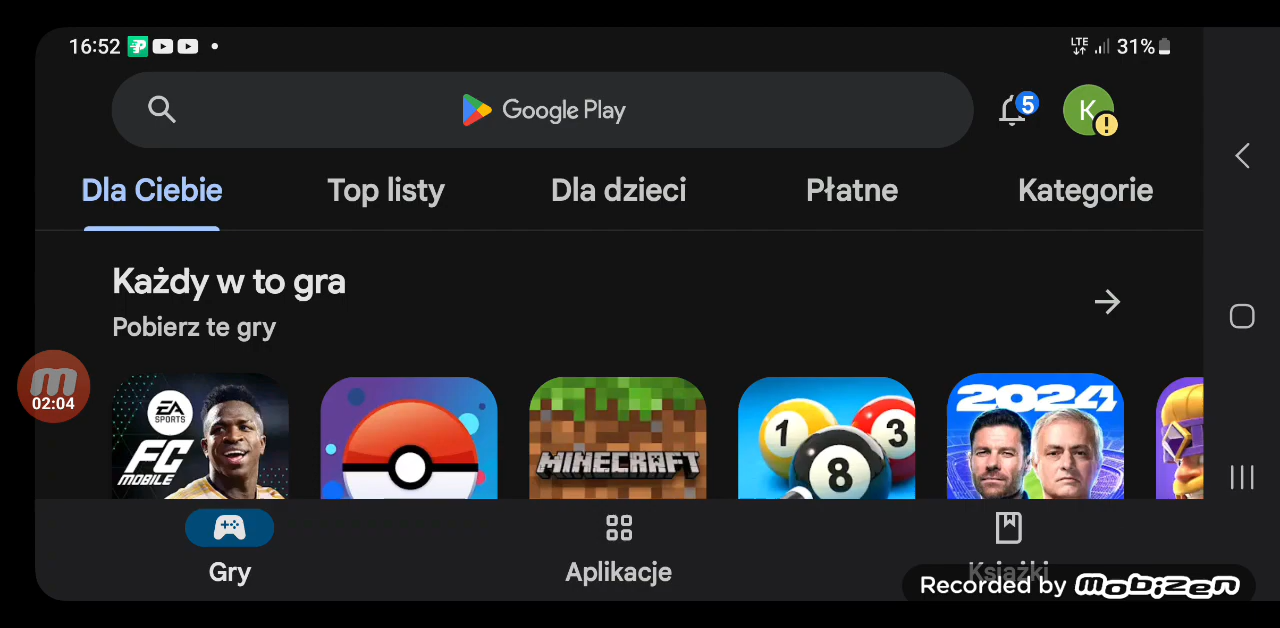 16:52
LTE 31%
Google Play
5
K
!
Dla Ciebie
Top listy
Dla dzieci
Płatne
Kategorie
Każdy w to gra
Pobierz te gry
m
02:04
EA
SPORTS
FC
MOBILE
MINECRAFT
1
3
8
2024
Gry
Aplikacje
Książki
Recorded by mobizen